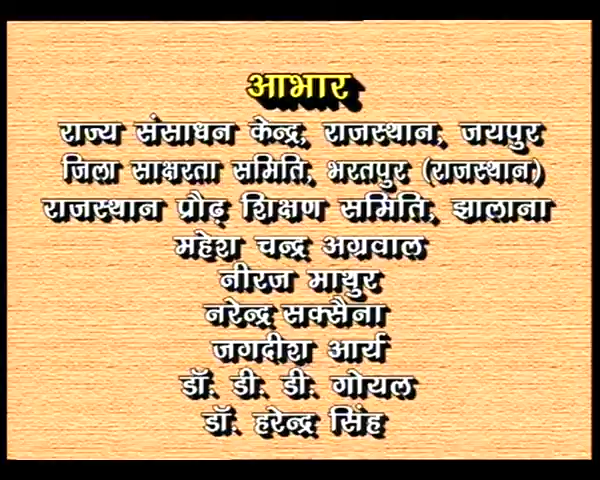 आभार
राज्य संसाधन केन्द्र, राजस्थान, जयपुर
जिला साक्षरता समिति, भरतपुर (राजस्थान)
राजस्थान प्रौढ़ शिक्षण समिति, झालाना
महेश चन्द्र अग्रवाल
नीरज माथुर
नरेन्द्र सक्सैना
जगदीश आर्य
डॉ. डी. डी. गोयल
डॉ. हरेन्द्र सिंह